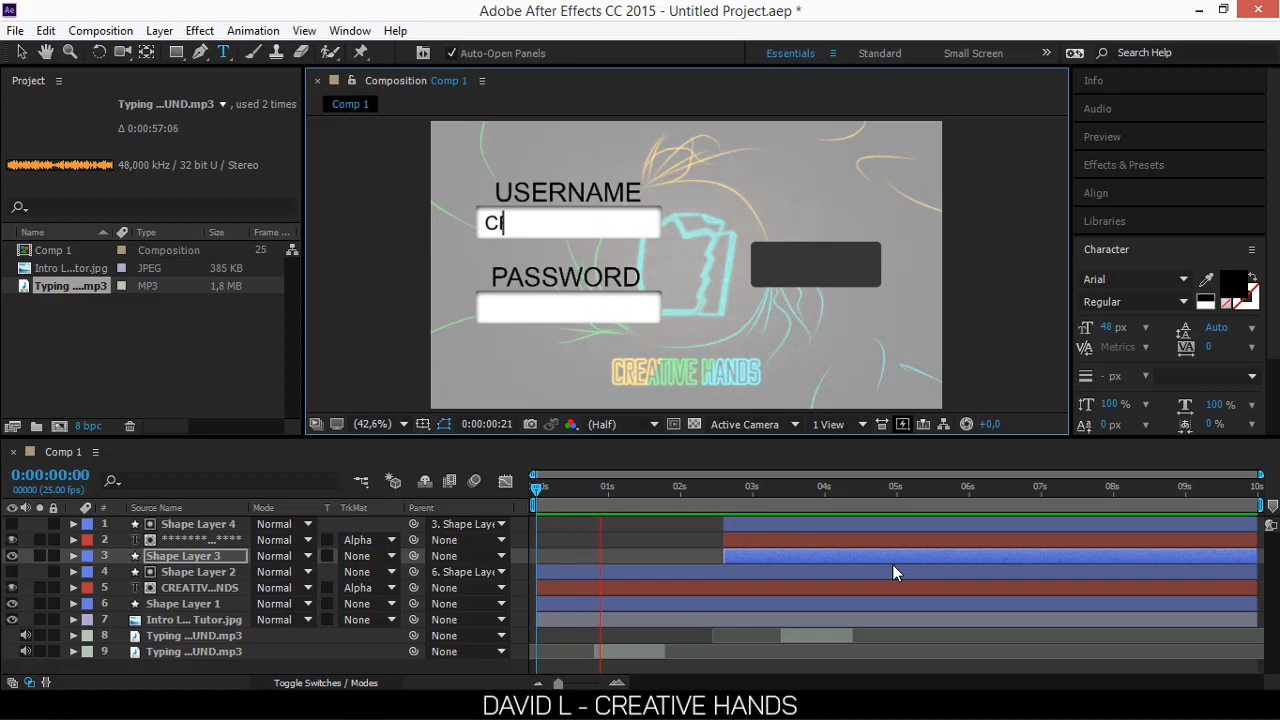 Adobe After Effects CC 2015 - Untitled Project.aep *
File Edit Composition Layer Effect Animation View Window Help
Auto-Open Panels Essentials Standard Small Screen Search Help
Project
Typing ...UND.mp3 , used 2 times
Δ 0:00:57:06
48,000 kHz / 32 bit U / Stereo
Name Type Size Frame ...
Comp 1 Composition 25
Intro L...tor.jpg JPEG 385 KB
Typing ....mp3 MP3 1,8 MB
8 bpc
Composition Comp 1
Comp 1
USERNAME
PASSWORD
CREATIVE HANDS
(42,6%) 0:00:00:21 (Half) Active Camera 1 View +0,0
Info
Audio
Preview
Effects & Presets
Align
Libraries
Character
Arial
Regular
48 px Auto
Metrics 0
- px
100 % 100 %
0 px 0 %
Comp 1
0:00:00:00
00000 (25.00 fps)
01s 02s 03s 04s 05s 06s 07s 08s 09s 10s
# Source Name Mode T TrkMat Parent
1 Shape Layer 4 Normal 3. Shape Laye
2 *******...**** Normal Alpha None
3 Shape Layer 3 Normal None None
4 Shape Layer 2 Normal None 6. Shape Laye
5 CREATIV...NDS Normal Alpha None
6 Shape Layer 1 Normal None None
7 Intro L... Tutor.jpg Normal None None
8 Typing ...UND.mp3 None
9 Typing ...UND.mp3 None
Toggle Switches / Modes
DAVID L - CREATIVE HANDS